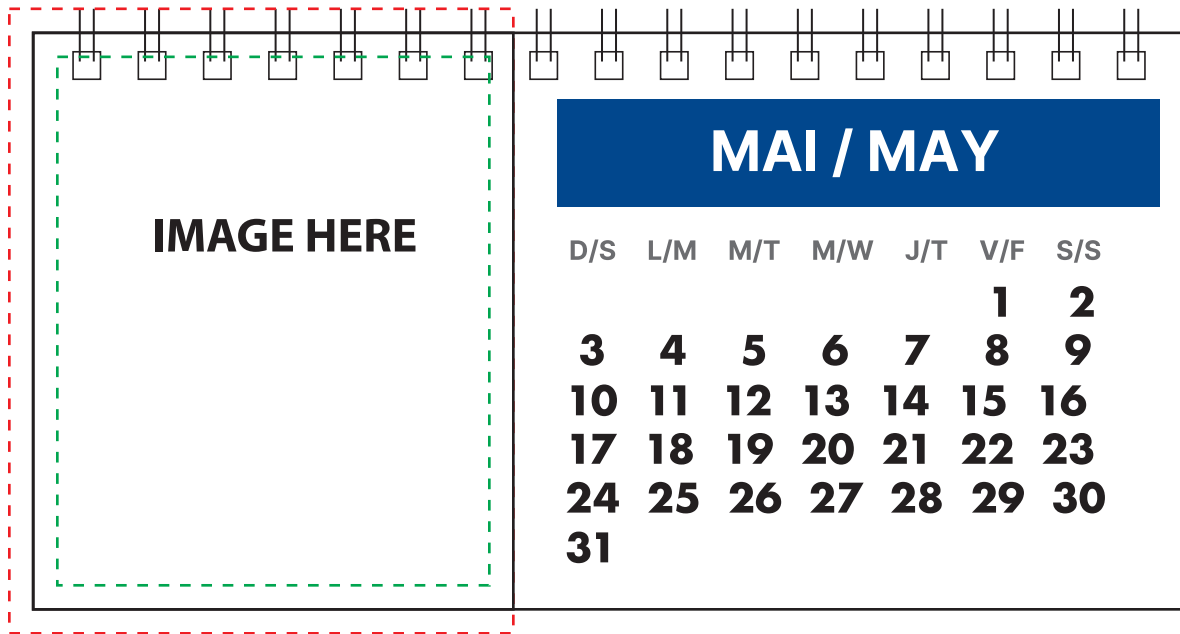 IMAGE HERE
MAI / MAY
D/S L/M M/T M/W J/T V/F S/S
1 2
3 4 5 6 7 8 9
10 11 12 13 14 15 16
17 18 19 20 21 22 23
24 25 26 27 28 29 30
31